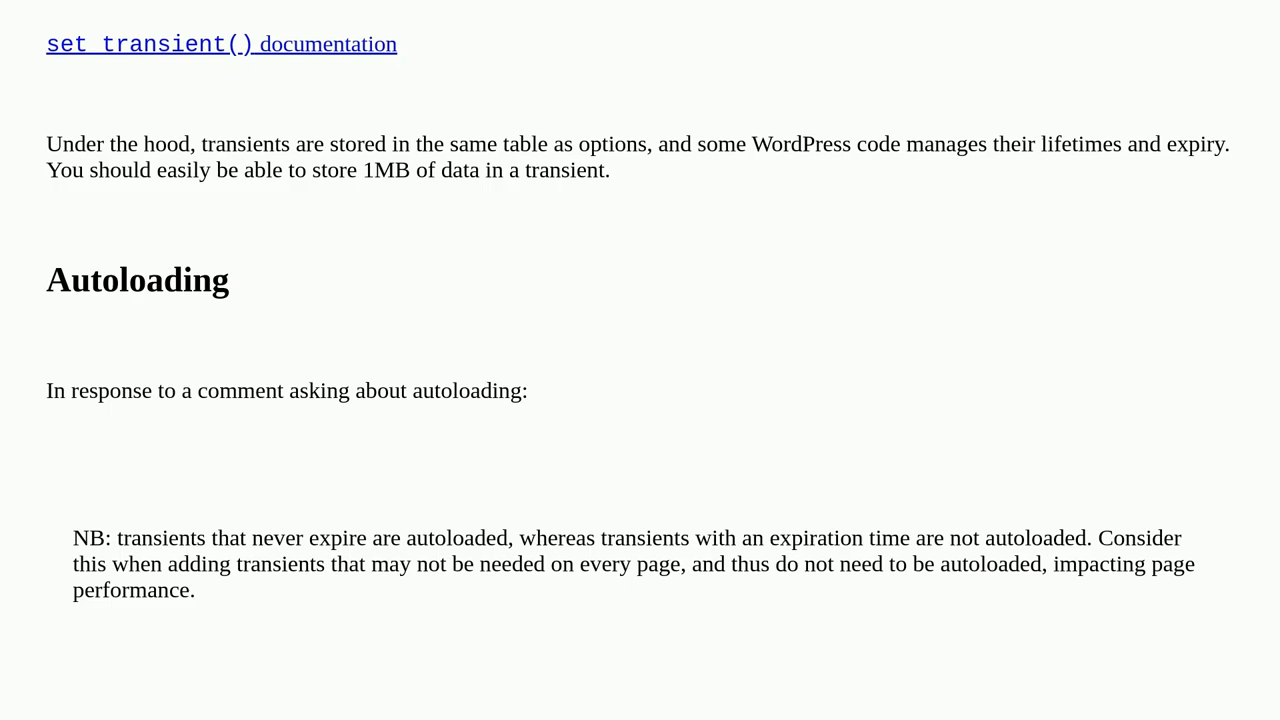 set_transient() documentation
Under the hood, transients are stored in the same table as options, and some WordPress code manages their lifetimes and expiry.
You should easily be able to store 1MB of data in a transient.
Autoloading
In response to a comment asking about autoloading:
NB: transients that never expire are autoloaded, whereas transients with an expiration time are not autoloaded. Consider
this when adding transients that may not be needed on every page, and thus do not need to be autoloaded, impacting page
performance.